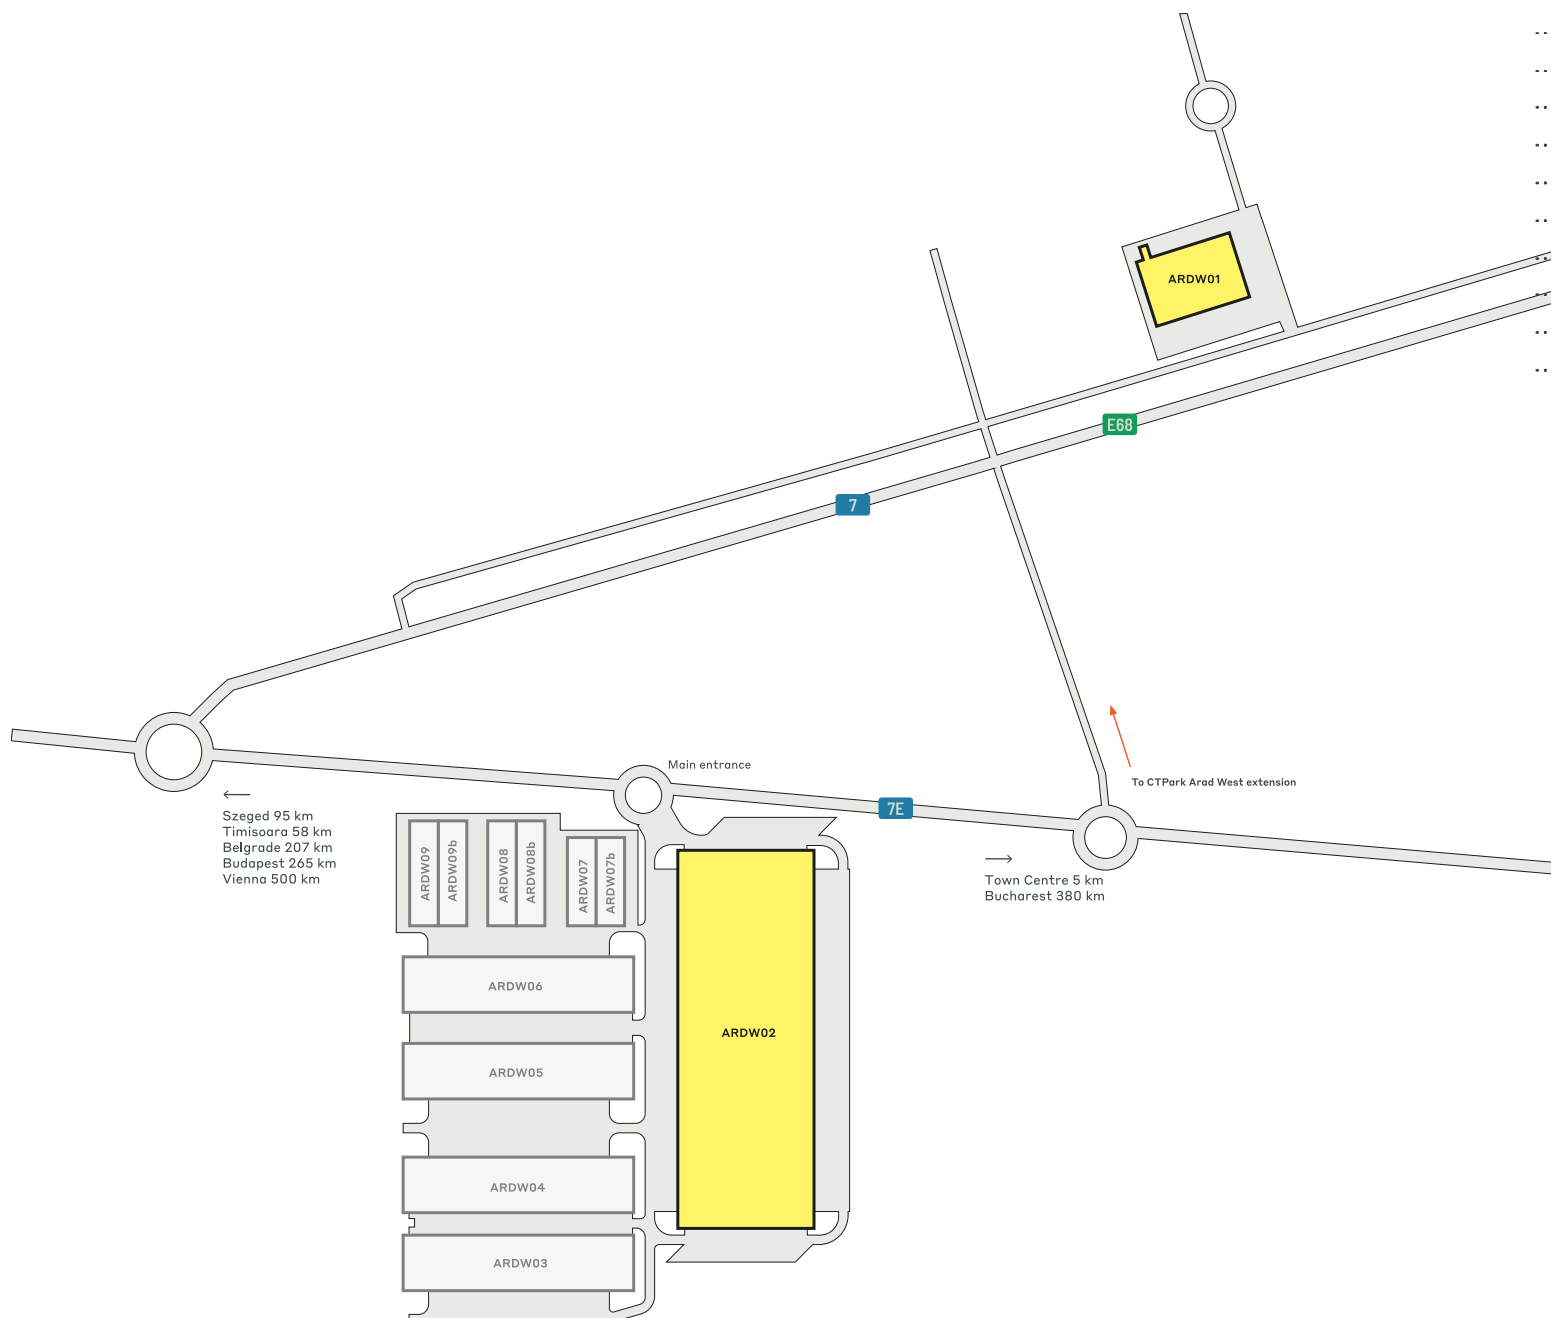 ARDW01
E68
7
Main entrance
To CTPark Arad West extension
7E
Szeged 95 km
Timisoara 58 km
Belgrade 207 km
Budapest 265 km
Vienna 500 km
Town Centre 5 km
Bucharest 380 km
ARDW09
ARDW09b
ARDW08
ARDW08b
ARDW07
ARDW07b
ARDW06
ARDW02
ARDW05
ARDW04
ARDW03